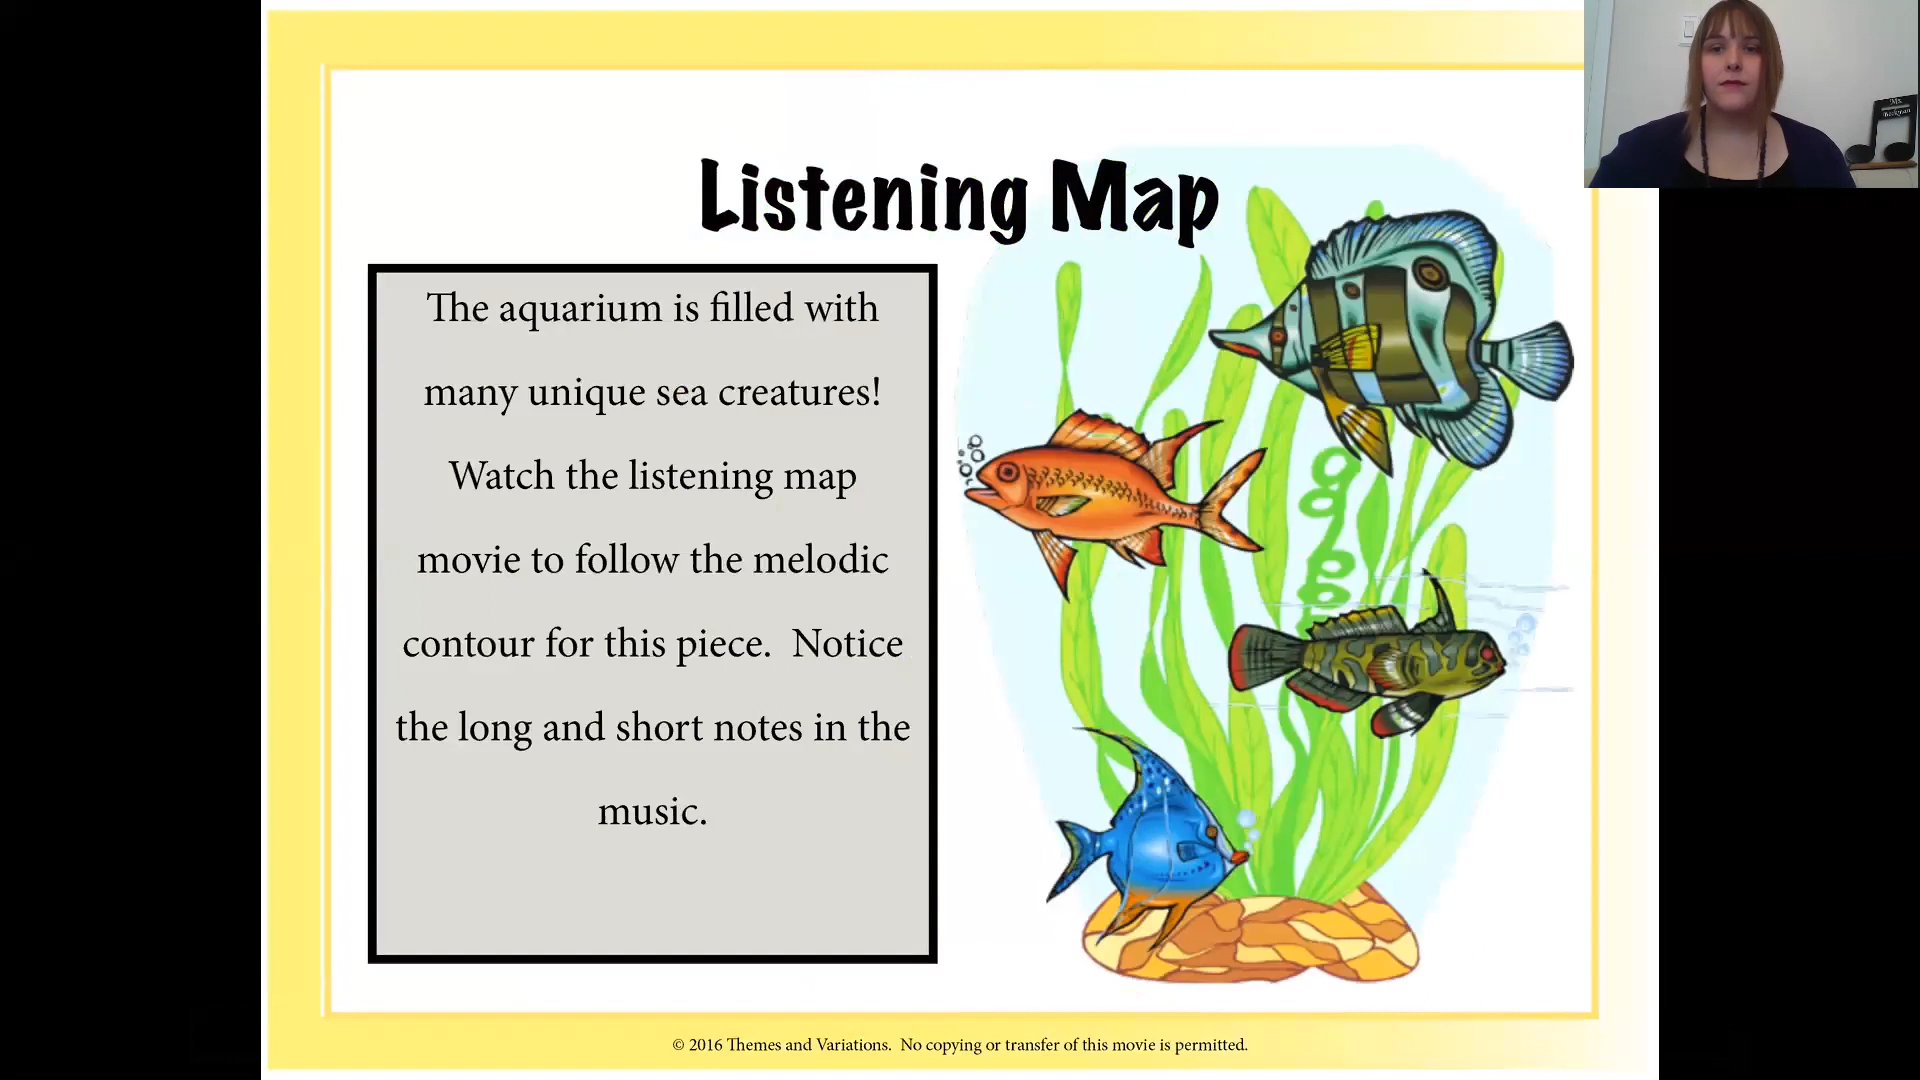 Listening Map
The aquarium is filled with
many unique sea creatures!
Watch the listening map
movie to follow the melodic
contour for this piece.  Notice
the long and short notes in the
music.
© 2016 Themes and Variations.  No copying or transfer of this movie is permitted.
Ms.
Beckman